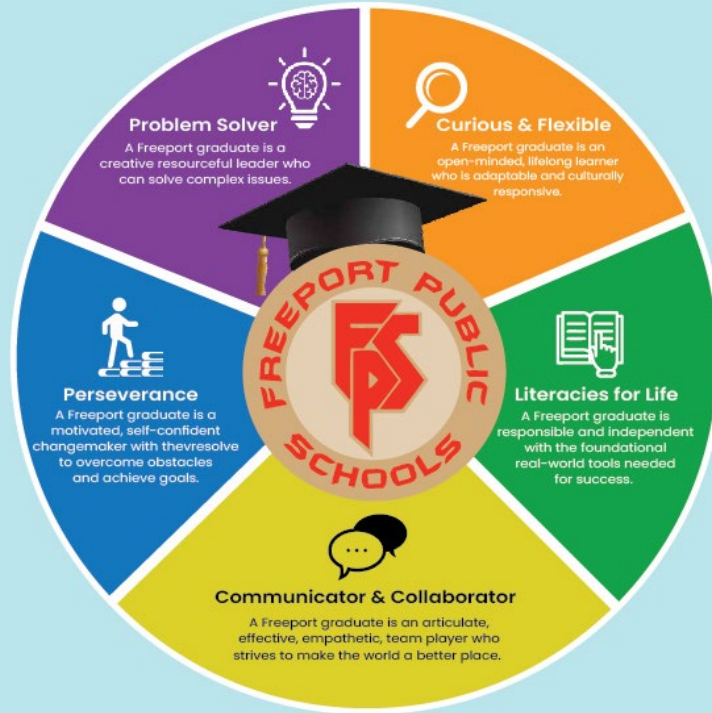 Problem Solver
A Freeport graduate is a
creative resourceful leader who
can solve complex issues.
Curious & Flexible
A Freeport graduate is an
open-minded, lifelong learner
who is adaptable and culturally
responsive.
Perseverance
A Freeport graduate is a
motivated, self-confident
changemaker with thevresolve
to overcome obstacles
and achieve goals.
FREEPORT PUBLIC
FPS
SCHOOLS
Literacies for Life
A Freeport graduate is
responsible and independent
with the foundational
real-world tools needed
for success.
Communicator & Collaborator
A Freeport graduate is an articulate,
effective, empathetic, team player who
strives to make the world a better place.